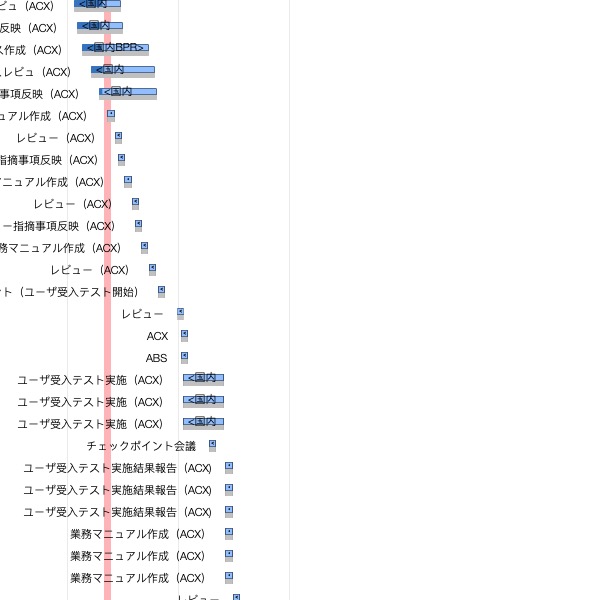 ビュ（ACX） <国内
反映（ACX） <国内
ス作成（ACX） <国内BPR>
レビュ（ACX） <国内
事項反映（ACX） <国内
ュアル作成（ACX）
レビュー（ACX）
指摘事項反映（ACX）
マニュアル作成（ACX）
レビュー（ACX）
ー指摘事項反映（ACX）
務マニュアル作成（ACX）
レビュー（ACX）
ト（ユーザ受入テスト開始）
レビュー
ACX
ABS
ユーザ受入テスト実施（ACX） <国内
ユーザ受入テスト実施（ACX） <国内
ユーザ受入テスト実施（ACX） <国内
チェックポイント会議
ユーザ受入テスト実施結果報告（ACX）
ユーザ受入テスト実施結果報告（ACX）
ユーザ受入テスト実施結果報告（ACX）
業務マニュアル作成（ACX）
業務マニュアル作成（ACX）
業務マニュアル作成（ACX）
レビュー